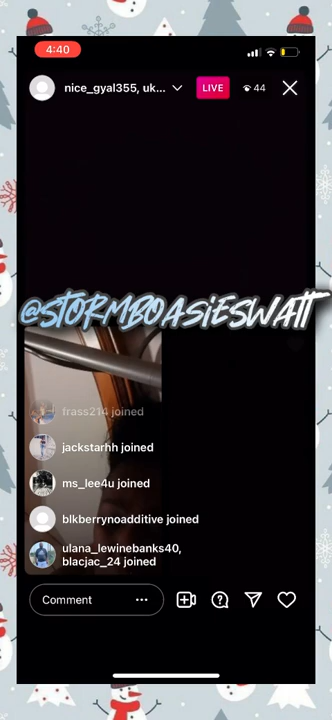 4:40
nice_gyal355, uk...
LIVE
44
@STORMBOASIESWATT
frass214 joined
jackstarhh joined
ms_lee4u joined
blkberrynoadditive joined
ulana_lewinebanks40,
blacjac_24 joined
Comment